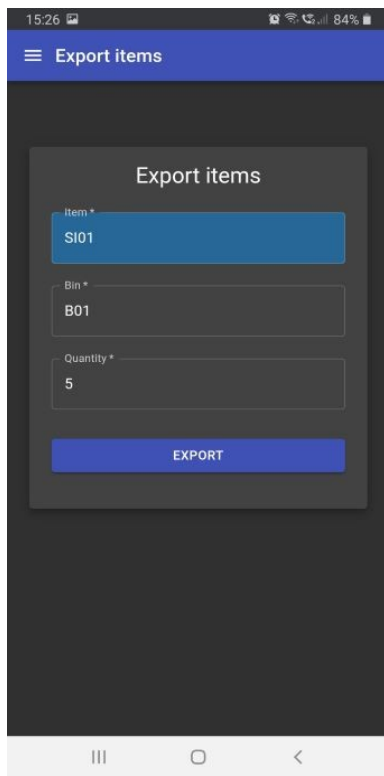 15:26 84%
Export items
Export items
Item *
SI01
Bin *
B01
Quantity *
5
EXPORT